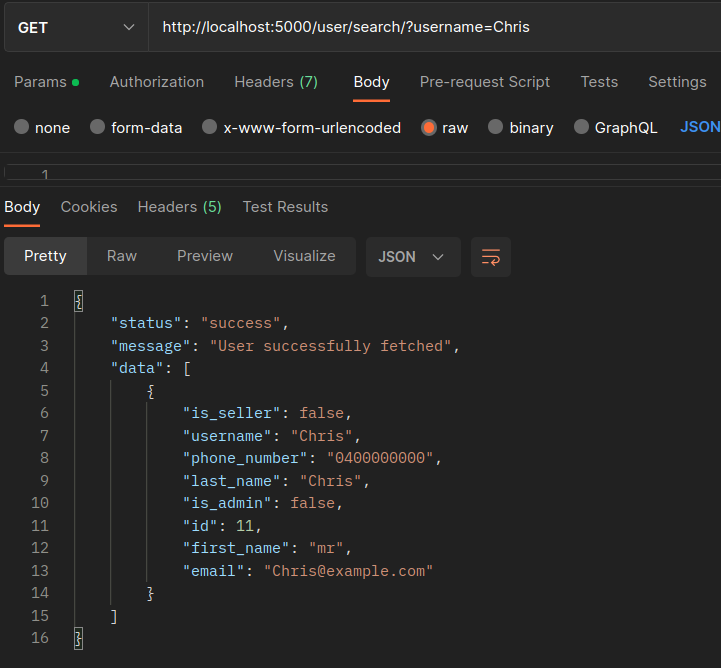 GET http://localhost:5000/user/search/?username=Chris
Params Authorization Headers (7) Body Pre-request Script Tests Settings
none form-data x-www-form-urlencoded raw binary GraphQL JSON
1
Body Cookies Headers (5) Test Results
Pretty Raw Preview Visualize JSON
1 {
2 "status": "success",
3 "message": "User successfully fetched",
4 "data": [
5 {
6 "is_seller": false,
7 "username": "Chris",
8 "phone_number": "0400000000",
9 "last_name": "Chris",
10 "is_admin": false,
11 "id": 11,
12 "first_name": "mr",
13 "email": "Chris@example.com"
14 }
15 ]
16 }